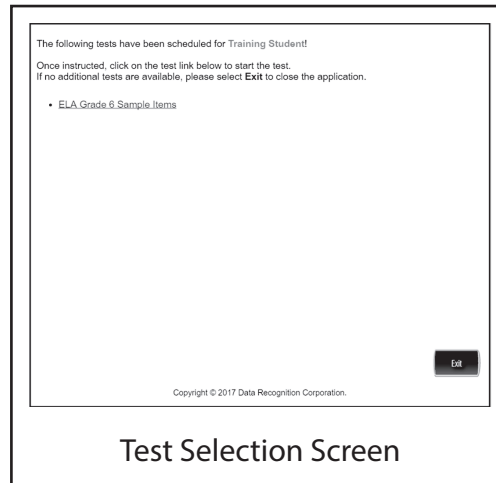 The following tests have been scheduled for Training Student!
Once instructed, click on the test link below to start the test.
If no additional tests are available, please select Exit to close the application.
• ELA Grade 6 Sample Items
Exit
Copyright © 2017 Data Recognition Corporation.
Test Selection Screen